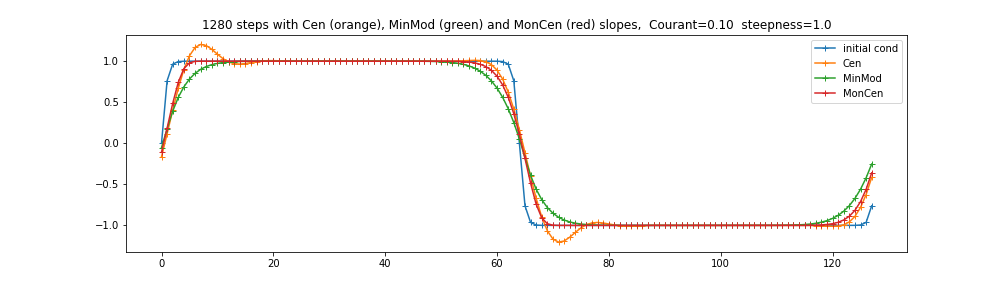 1280 steps with Cen (orange), MinMod (green) and MonCen (red) slopes,  Courant=0.10  steepness=1.0
initial cond
Cen
MinMod
MonCen
1.0
0.5
0.0
−0.5
−1.0
0 20 40 60 80 100 120